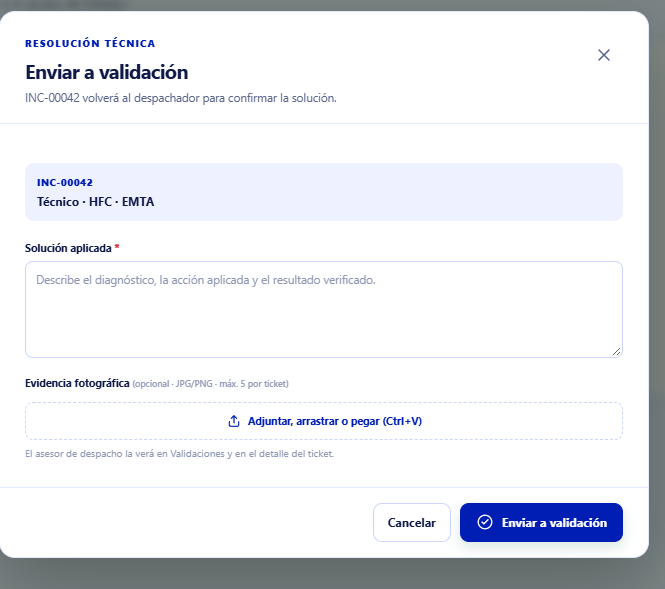 RESOLUCIÓN TÉCNICA
Enviar a validación
INC-00042 volverá al despachador para confirmar la solución.
INC-00042
Técnico · HFC · EMTA
Solución aplicada *
Describe el diagnóstico, la acción aplicada y el resultado verificado.
Evidencia fotográfica (opcional · JPG/PNG · máx. 5 por ticket)
Adjuntar, arrastrar o pegar (Ctrl+V)
El asesor de despacho la verá en Validaciones y en el detalle del ticket.
Cancelar
Enviar a validación